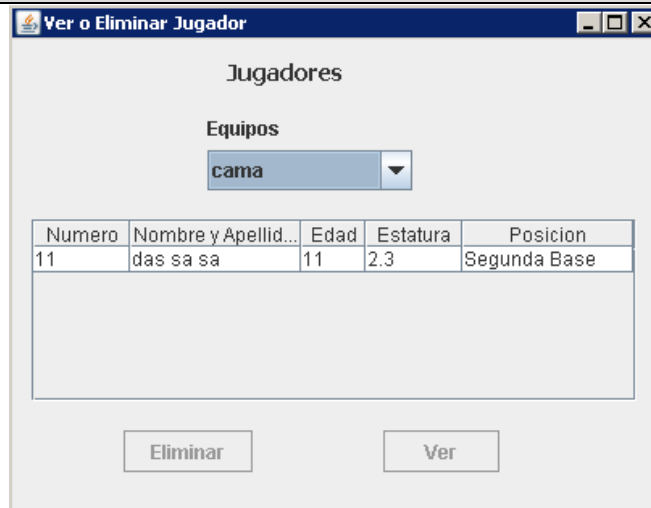 Ver o Eliminar Jugador
Jugadores
Equipos
cama
Numero Nombre y Apellid... Edad Estatura Posicion
11 das sa sa 11 2.3 Segunda Base
Eliminar Ver